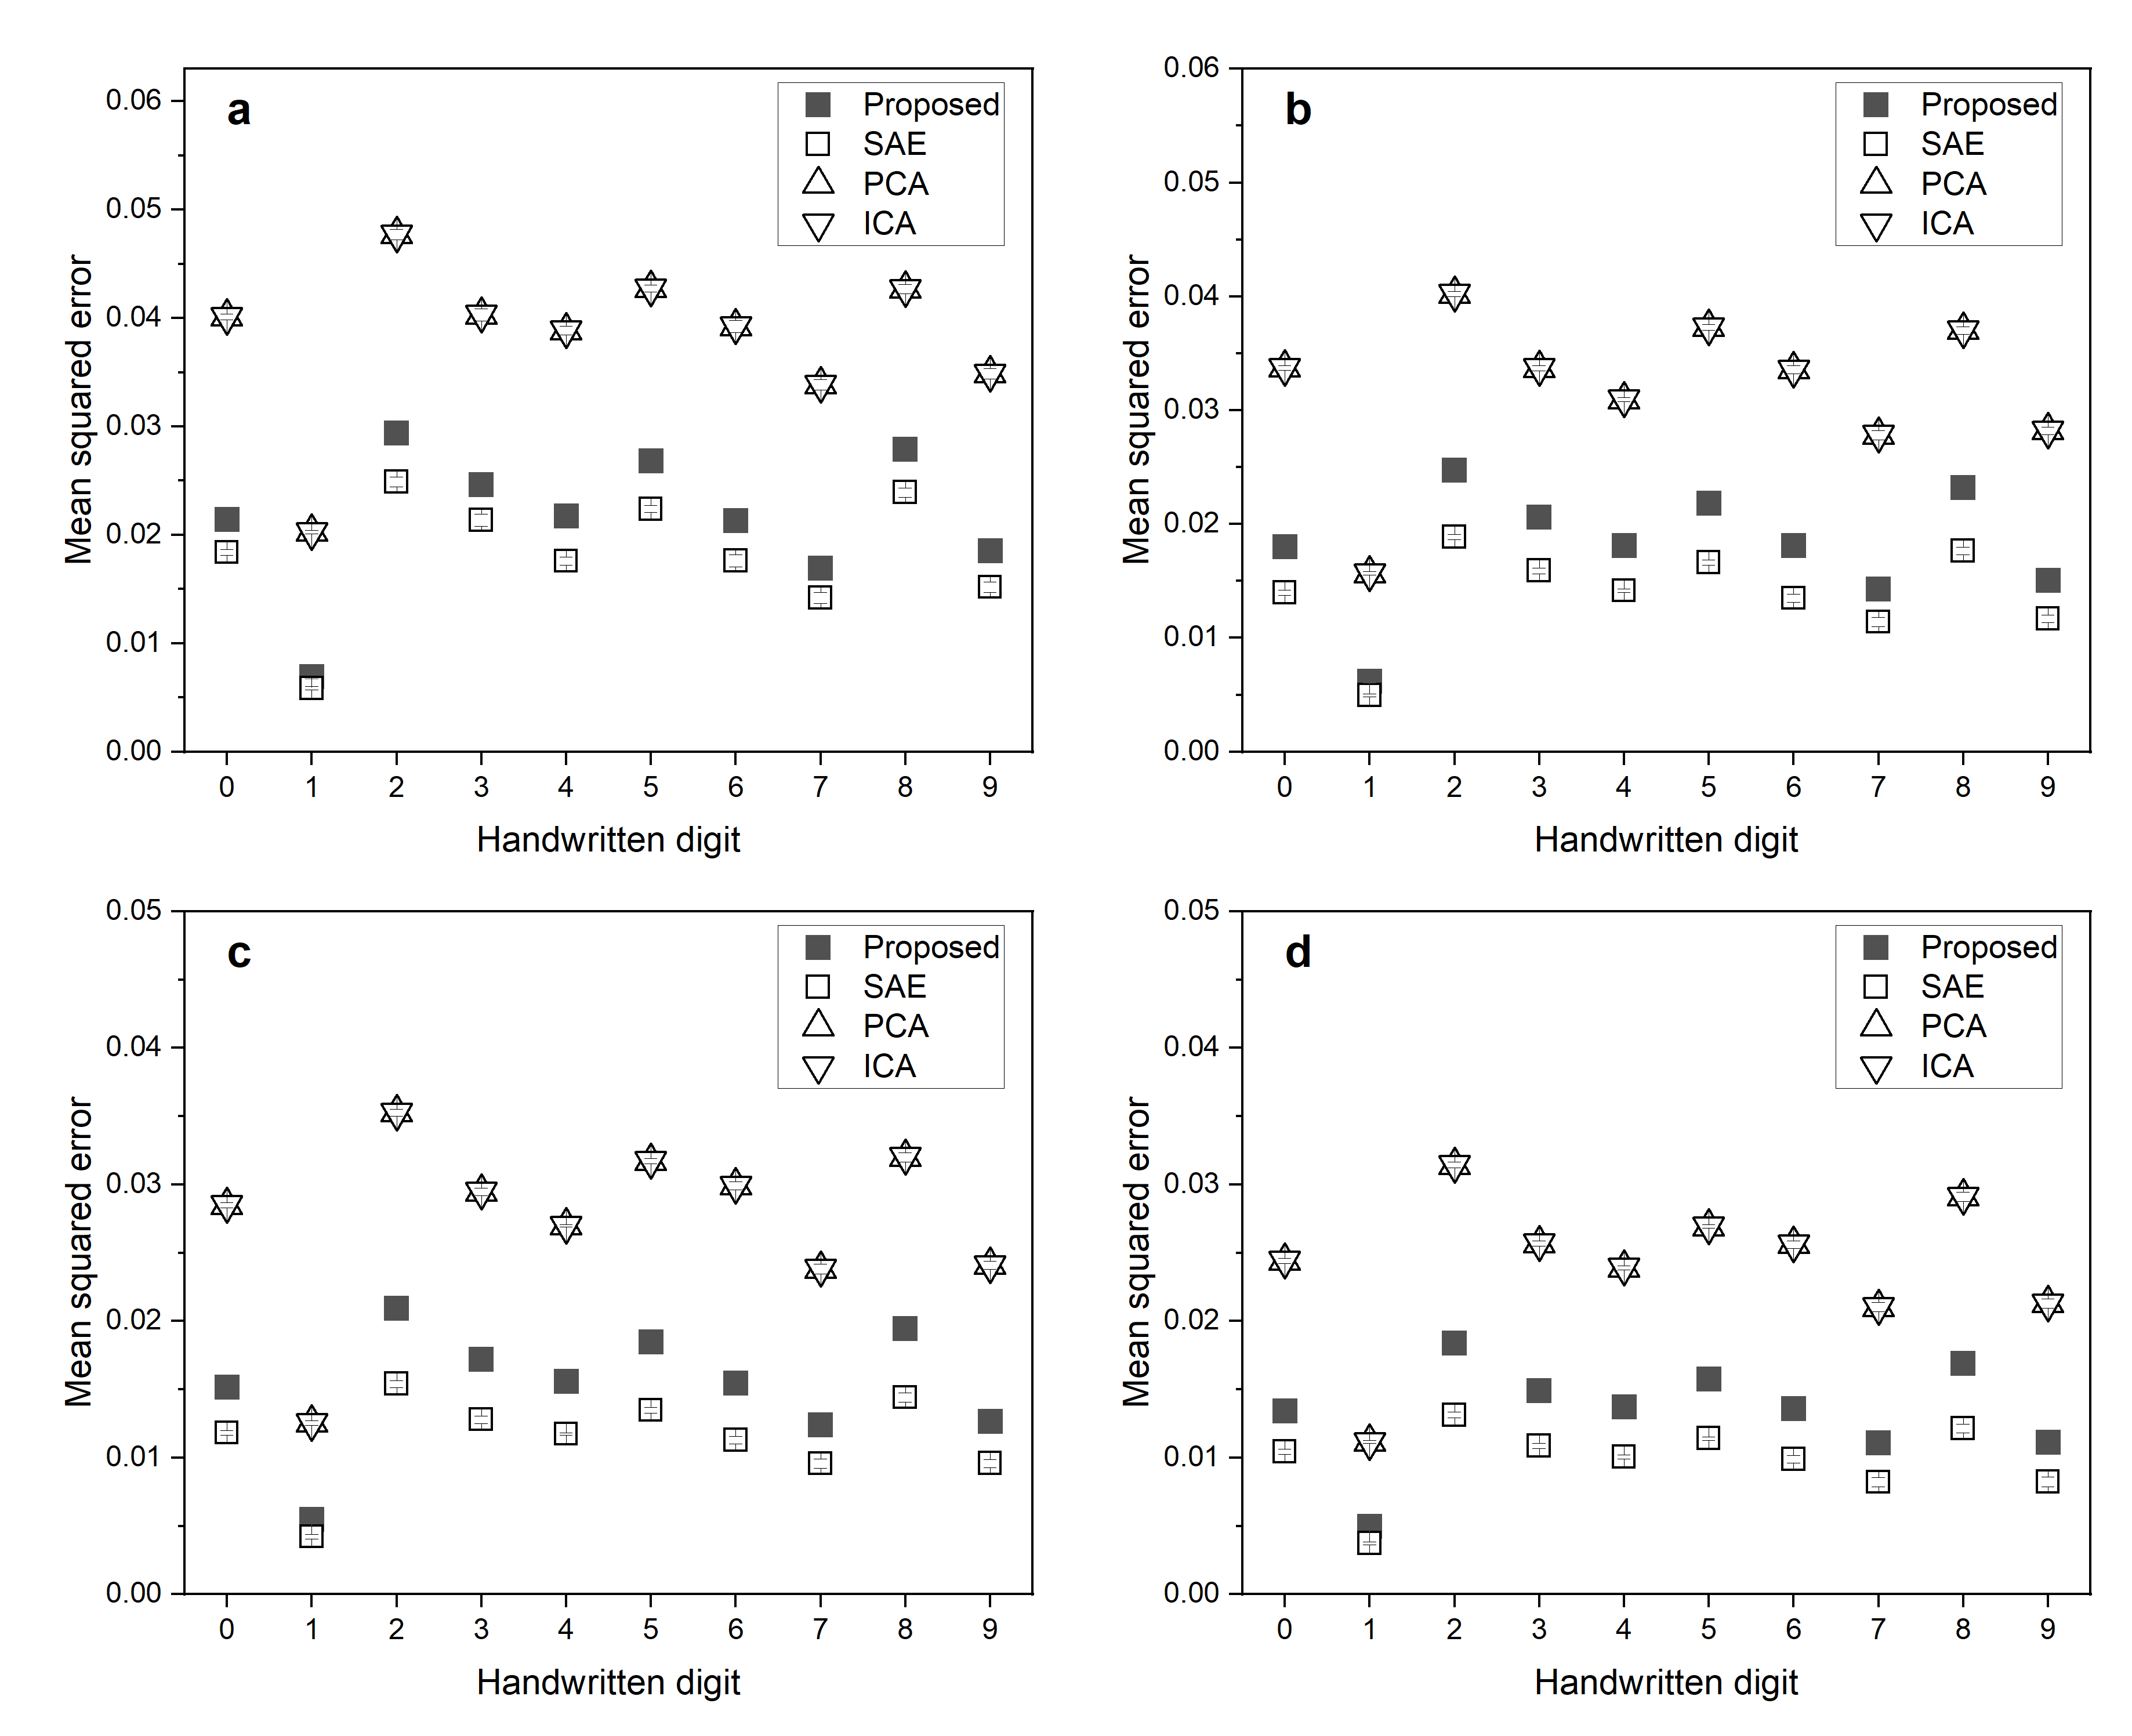 a
Proposed
SAE
PCA
ICA
0.06
0.05
0.04
0.03
0.02
0.01
0.00
Mean squared error
0 1 2 3 4 5 6 7 8 9
Handwritten digit
b
Proposed
SAE
PCA
ICA
0.06
0.05
0.04
0.03
0.02
0.01
0.00
Mean squared error
0 1 2 3 4 5 6 7 8 9
Handwritten digit
c
Proposed
SAE
PCA
ICA
0.05
0.04
0.03
0.02
0.01
0.00
Mean squared error
0 1 2 3 4 5 6 7 8 9
Handwritten digit
d
Proposed
SAE
PCA
ICA
0.05
0.04
0.03
0.02
0.01
0.00
Mean squared error
0 1 2 3 4 5 6 7 8 9
Handwritten digit